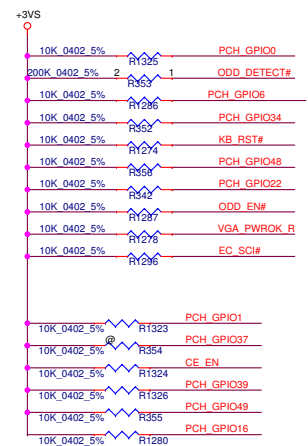 +3VS
10K_0402_5% R1325 PCH_GPIO0
200K_0402_5% 2 R353 1 ODD_DETECT#
10K_0402_5% R1286 PCH_GPIO6
10K_0402_5% R352 PCH_GPIO34
10K_0402_5% R1274 KB_RST#
10K_0402_5% R356 PCH_GPIO48
10K_0402_5% R342 PCH_GPIO22
10K_0402_5% R1287 ODD_EN#
10K_0402_5% R1278 VGA_PWROK_R
10K_0402_5% R1296 EC_SCI#
10K_0402_5% R1323 PCH_GPIO1
10K_0402_5% @ R354 PCH_GPIO37
10K_0402_5% R1324 CE_EN
10K_0402_5% R1326 PCH_GPIO39
10K_0402_5% R355 PCH_GPIO49
10K_0402_5% R1280 PCH_GPIO16